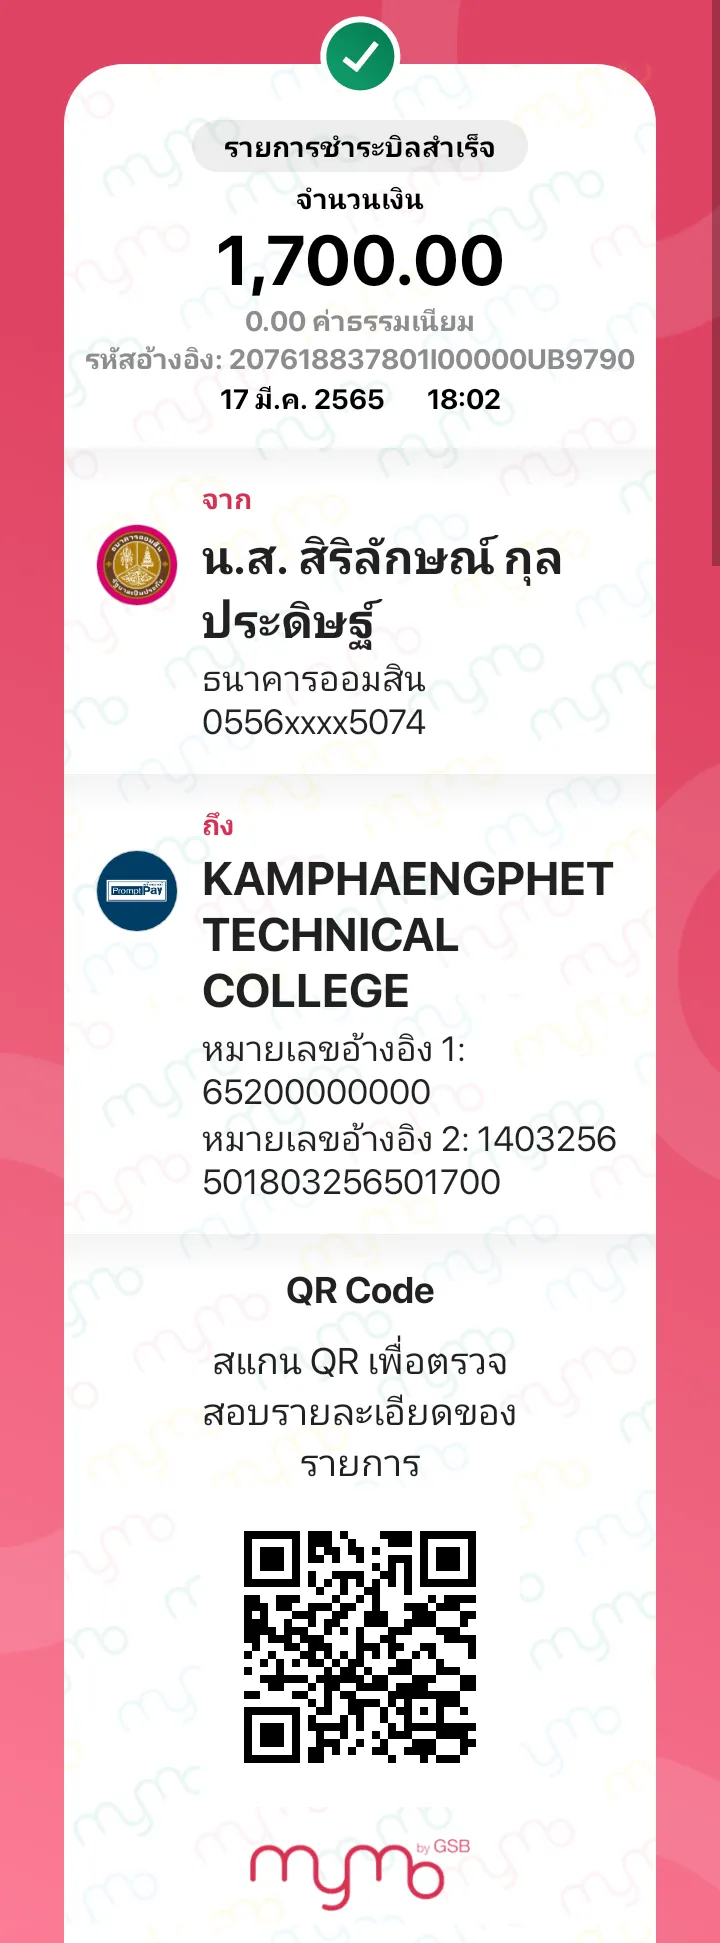 รายการชำระบิลสำเร็จ
จำนวนเงิน
1,700.00
0.00 ค่าธรรมเนียม
รหัสอ้างอิง: 207618837801I00000UB9790
17 มี.ค. 2565 18:02
จาก
น.ส. สิริลักษณ์ กุล
ประดิษฐ์
ธนาคารออมสิน
0556xxxx5074
ถึง
PromptPay
KAMPHAENGPHET
TECHNICAL
COLLEGE
หมายเลขอ้างอิง 1:
65200000000
หมายเลขอ้างอิง 2: 1403256
501803256501700
QR Code
สแกน QR เพื่อตรวจ
สอบรายละเอียดของ
รายการ
mymo by GSB